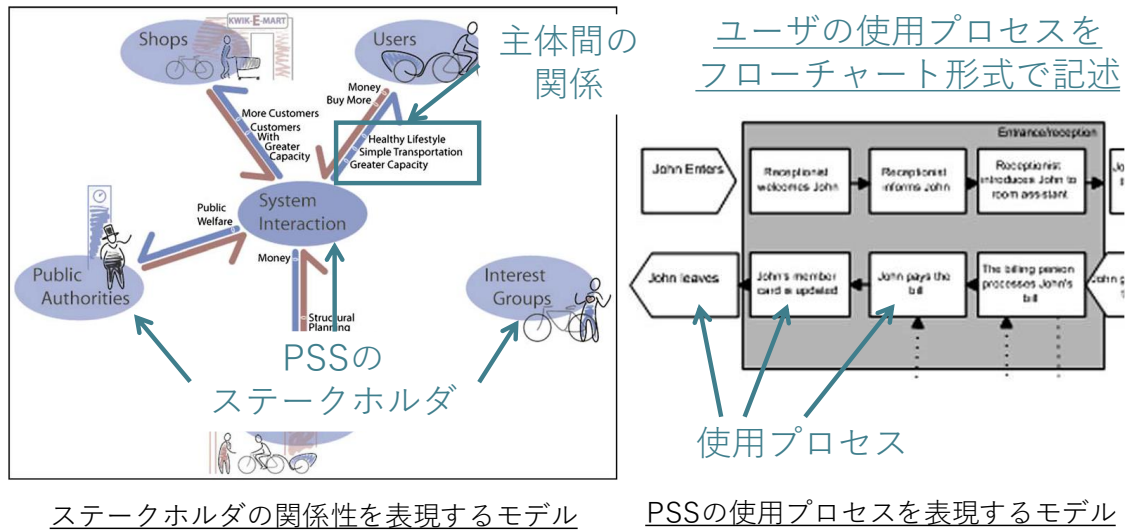 KWIK-E-MART
Shops
Users
主体間の
関係
ユーザの使用プロセスを
フローチャート形式で記述
Money
Buy More
More Customers
Customers
With
Greater
Capacity
Healthy Lifestyle
Simple Transportation
Greater Capacity
System
Interaction
Public
Welfare
Money
Public
Authorities
Interest
Groups
Structural
Planning
PSSの
ステークホルダ
Entrance/reception
John Enters
Receptionist
welcomes John
Receptionist
informs John
Receptionist
introduces John to
room assistant
John leaves
John's member
card is updated
John pays the
bill
The billing person
processes John's
bill
使用プロセス
ステークホルダの関係性を表現するモデル
PSSの使用プロセスを表現するモデル